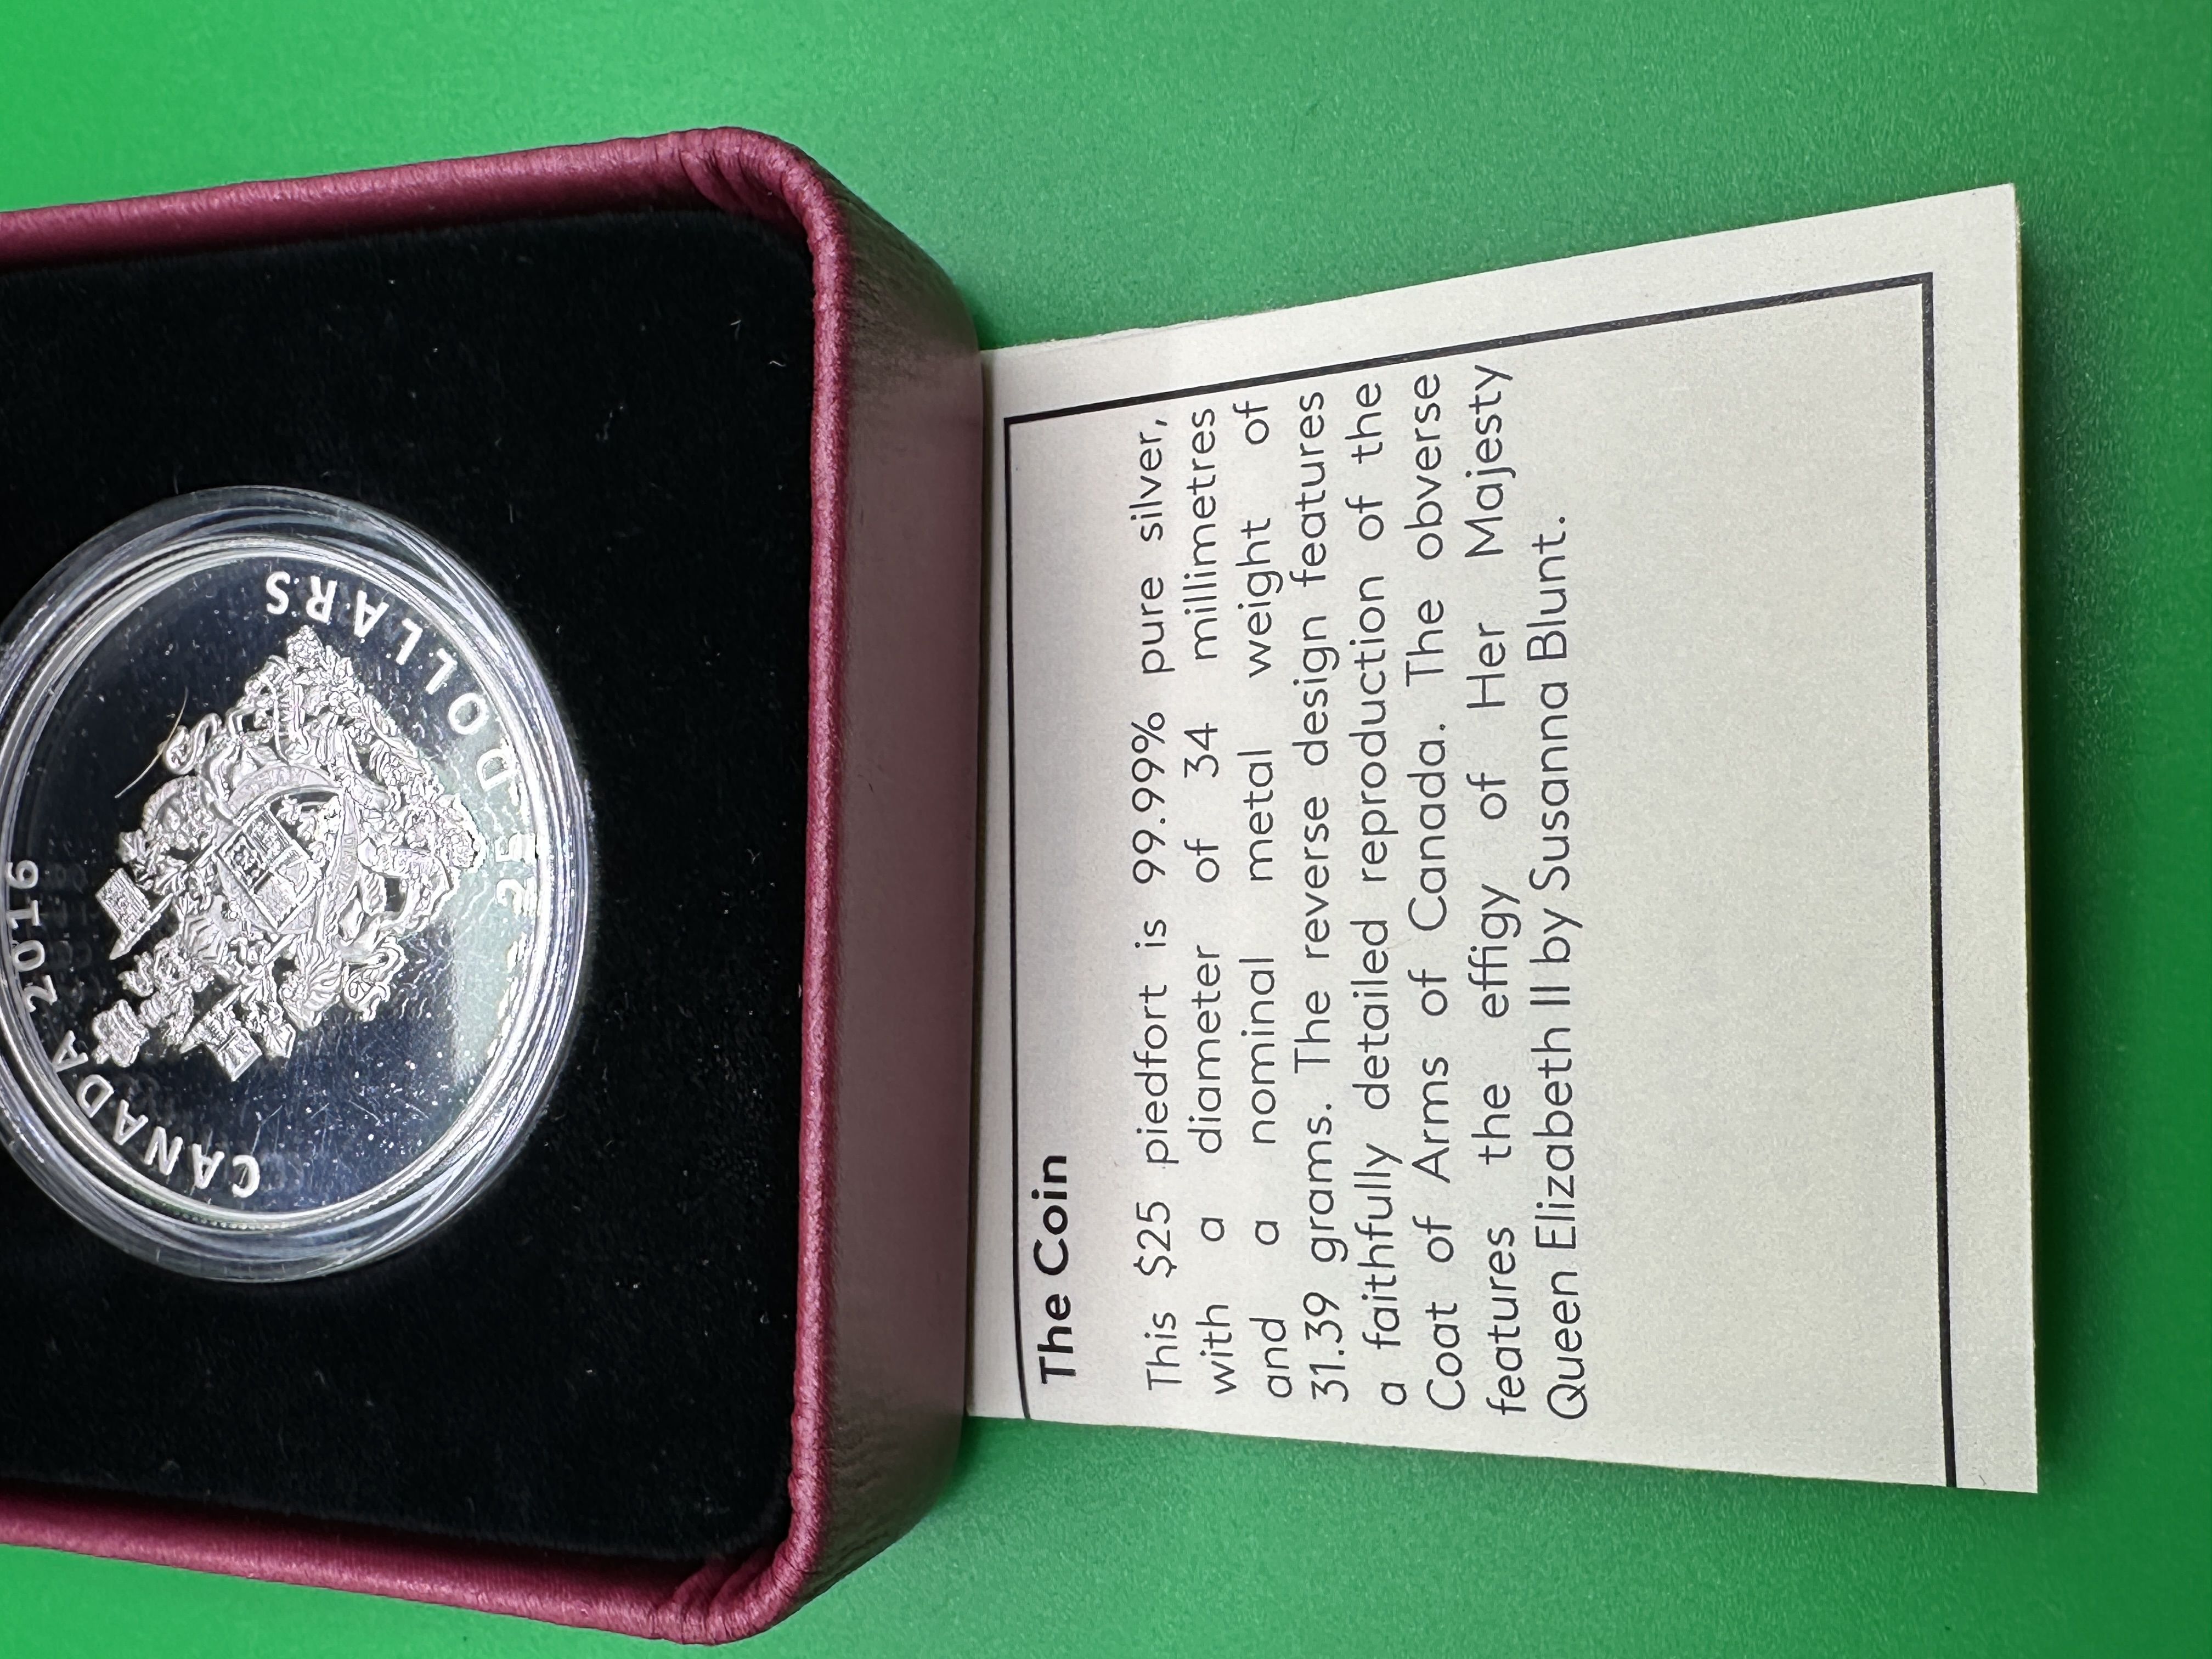 CANADA 2016
25 DOLLARS
The Coin
This $25 piedfort is 99.99% pure silver,
with a diameter of 34 millimetres
and a nominal metal weight of
31.39 grams. The reverse design features
a faithfully detailed reproduction of the
Coat of Arms of Canada. The obverse
features the effigy of Her Majesty
Queen Elizabeth II by Susanna Blunt.